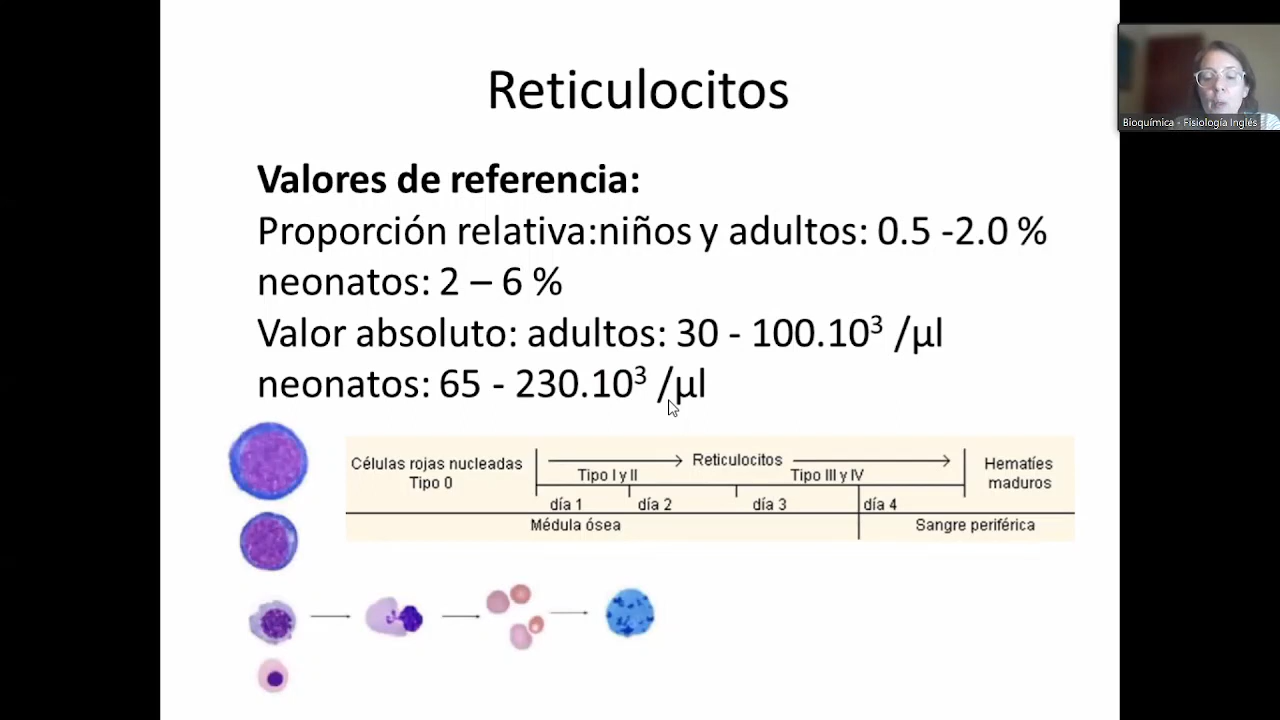 Reticulocitos
Bioquímica - Fisiología Inglés
Valores de referencia:
Proporción relativa:niños y adultos: 0.5 -2.0 %
neonatos: 2 – 6 %
Valor absoluto: adultos: 30 - 100.10³ /µl
neonatos: 65 - 230.10³ /µl
Células rojas nucleadas
Tipo 0
Reticulocitos
Tipo I y II
Tipo III y IV
Hematíes
maduros
día 1
día 2
día 3
día 4
Médula ósea
Sangre periférica